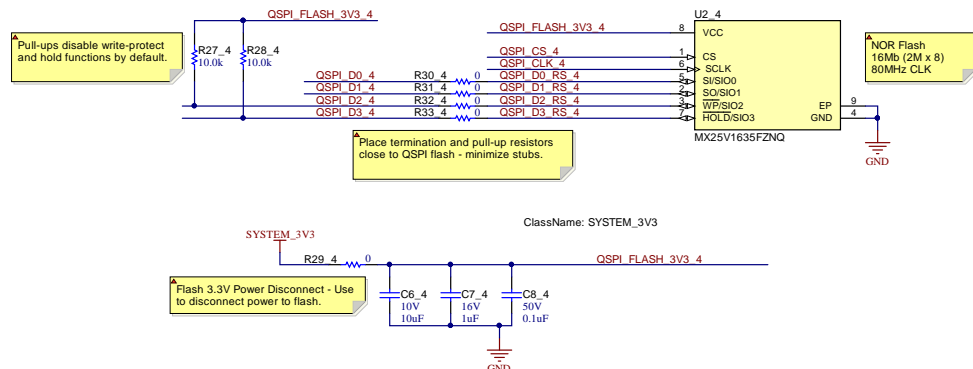 QSPI_FLASH_3V3_4
Pull-ups disable write-protect
and hold functions by default.
R27_4
10.0k
R28_4
10.0k
QSPI_D0_4
QSPI_D1_4
QSPI_D2_4
QSPI_D3_4
R30_4
R31_4
R32_4
R33_4
0
0
0
0
QSPI_FLASH_3V3_4
QSPI_CS_4
QSPI_CLK_4
QSPI_D0_RS_4
QSPI_D1_RS_4
QSPI_D2_RS_4
QSPI_D3_RS_4
U2_4
8
VCC
1
CS
6
SCLK
5
SI/SIO0
2
SO/SIO1
3
WP/SIO2
7
HOLD/SIO3
EP
9
GND
4
MX25V1635FZNQ
GND
NOR Flash
16Mb (2M x 8)
80MHz CLK
Place termination and pull-up resistors
close to QSPI flash - minimize stubs.
ClassName: SYSTEM_3V3
SYSTEM_3V3
R29_4
0
QSPI_FLASH_3V3_4
Flash 3.3V Power Disconnect - Use
to disconnect power to flash.
C6_4
10V
10uF
C7_4
16V
1uF
C8_4
50V
0.1uF
GND